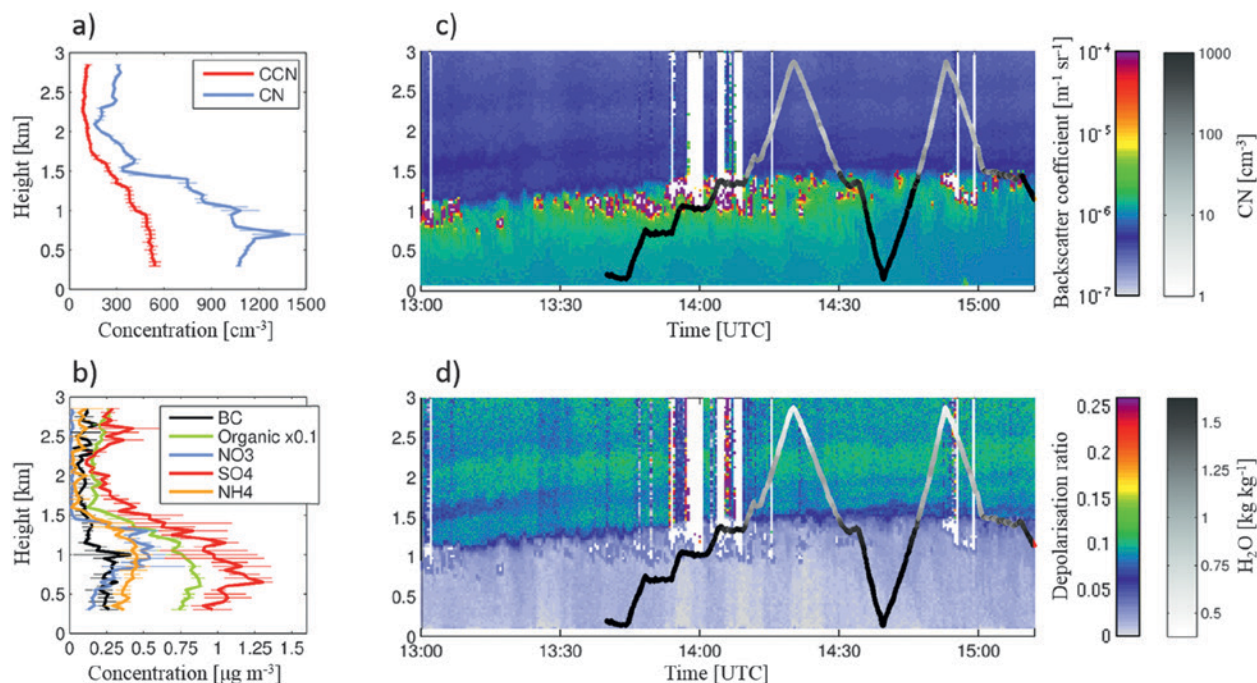 a)
3
2.5
2
1.5
1
0.5
0
Height [km]
CCN
CN
0 300 600 900 1200 1500
Concentration [cm-3]
b)
3
2.5
2
1.5
1
0.5
0
Height [km]
BC
Organic x0.1
NO3
SO4
NH4
0 0.25 0.5 0.75 1 1.25 1.5
Concentration [µg m-3]
c)
3
2.5
2
1.5
1
0.5
0
13:00 13:30 14:00 14:30 15:00
Time [UTC]
10-4
10-5
10-6
10-7
Backscatter coefficient [m-1 sr-1]
1000
100
10
1
CN [cm-3]
d)
3
2.5
2
1.5
1
0.5
0
13:00 13:30 14:00 14:30 15:00
Time [UTC]
0.25
0.2
0.15
0.1
0.05
0
Depolarisation ratio
1.5
1.25
1
0.75
0.5
H2O [kg kg-1]